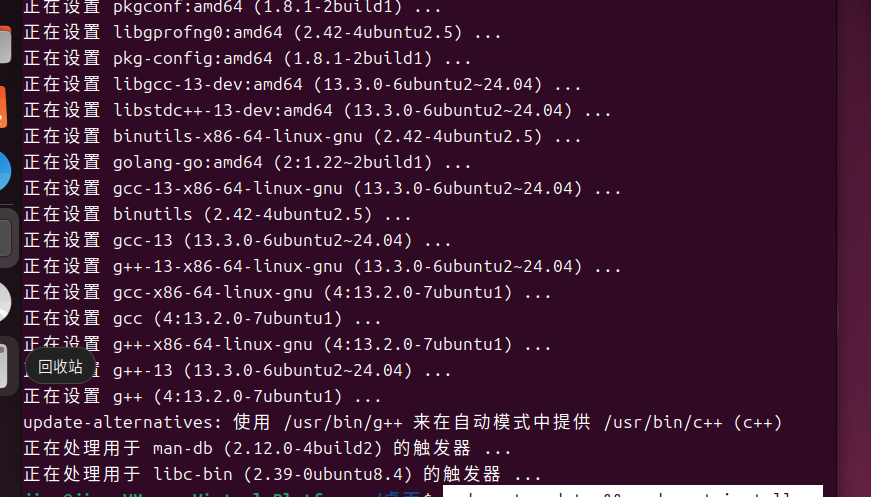 正在设置 pkgconf:amd64 (1.8.1-2build1) ...
正在设置 libgprofng0:amd64 (2.42-4ubuntu2.5) ...
正在设置 pkg-config:amd64 (1.8.1-2build1) ...
正在设置 libgcc-13-dev:amd64 (13.3.0-6ubuntu2~24.04) ...
正在设置 libstdc++-13-dev:amd64 (13.3.0-6ubuntu2~24.04) ...
正在设置 binutils-x86-64-linux-gnu (2.42-4ubuntu2.5) ...
正在设置 golang-go:amd64 (2:1.22~2build1) ...
正在设置 gcc-13-x86-64-linux-gnu (13.3.0-6ubuntu2~24.04) ...
正在设置 binutils (2.42-4ubuntu2.5) ...
正在设置 gcc-13 (13.3.0-6ubuntu2~24.04) ...
正在设置 g++-13-x86-64-linux-gnu (13.3.0-6ubuntu2~24.04) ...
正在设置 gcc-x86-64-linux-gnu (4:13.2.0-7ubuntu1) ...
正在设置 gcc (4:13.2.0-7ubuntu1) ...
正在设置 g++-x86-64-linux-gnu (4:13.2.0-7ubuntu1) ...
回收站
置 g++-13 (13.3.0-6ubuntu2~24.04) ...
正在设置 g++ (4:13.2.0-7ubuntu1) ...
update-alternatives: 使用 /usr/bin/g++ 来在自动模式中提供 /usr/bin/c++ (c++)
正在处理用于 man-db (2.12.0-4build2) 的触发器 ...
正在处理用于 libc-bin (2.39-0ubuntu8.4) 的触发器 ...